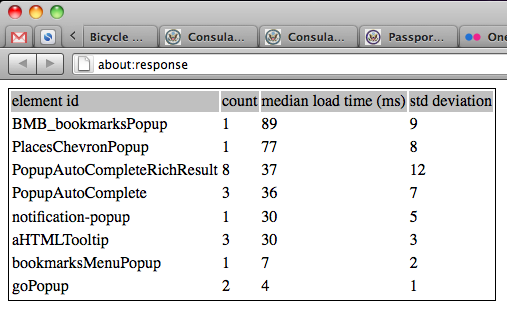 Bicycle Consula... Consula... Passpor... One
about:response
element id count median load time (ms) std deviation
BMB_bookmarksPopup 1 89 9
PlacesChevronPopup 1 77 8
PopupAutoCompleteRichResult 8 37 12
PopupAutoComplete 3 36 7
notification-popup 1 30 5
aHTMLTooltip 3 30 3
bookmarksMenuPopup 1 7 2
goPopup 2 4 1